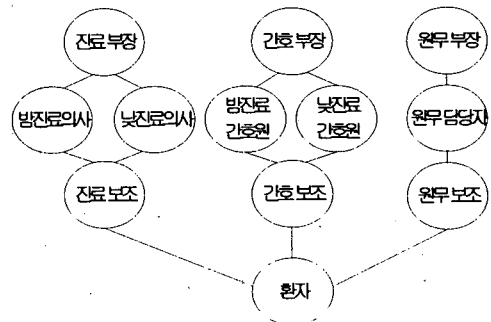 진료 부장
간호 부장
원무 부장
밤진료의사
낮진료의사
밤진료
간호원
낮진료
간호원
원무 담당자
진료 보조
간호 보조
원무 보조
환자